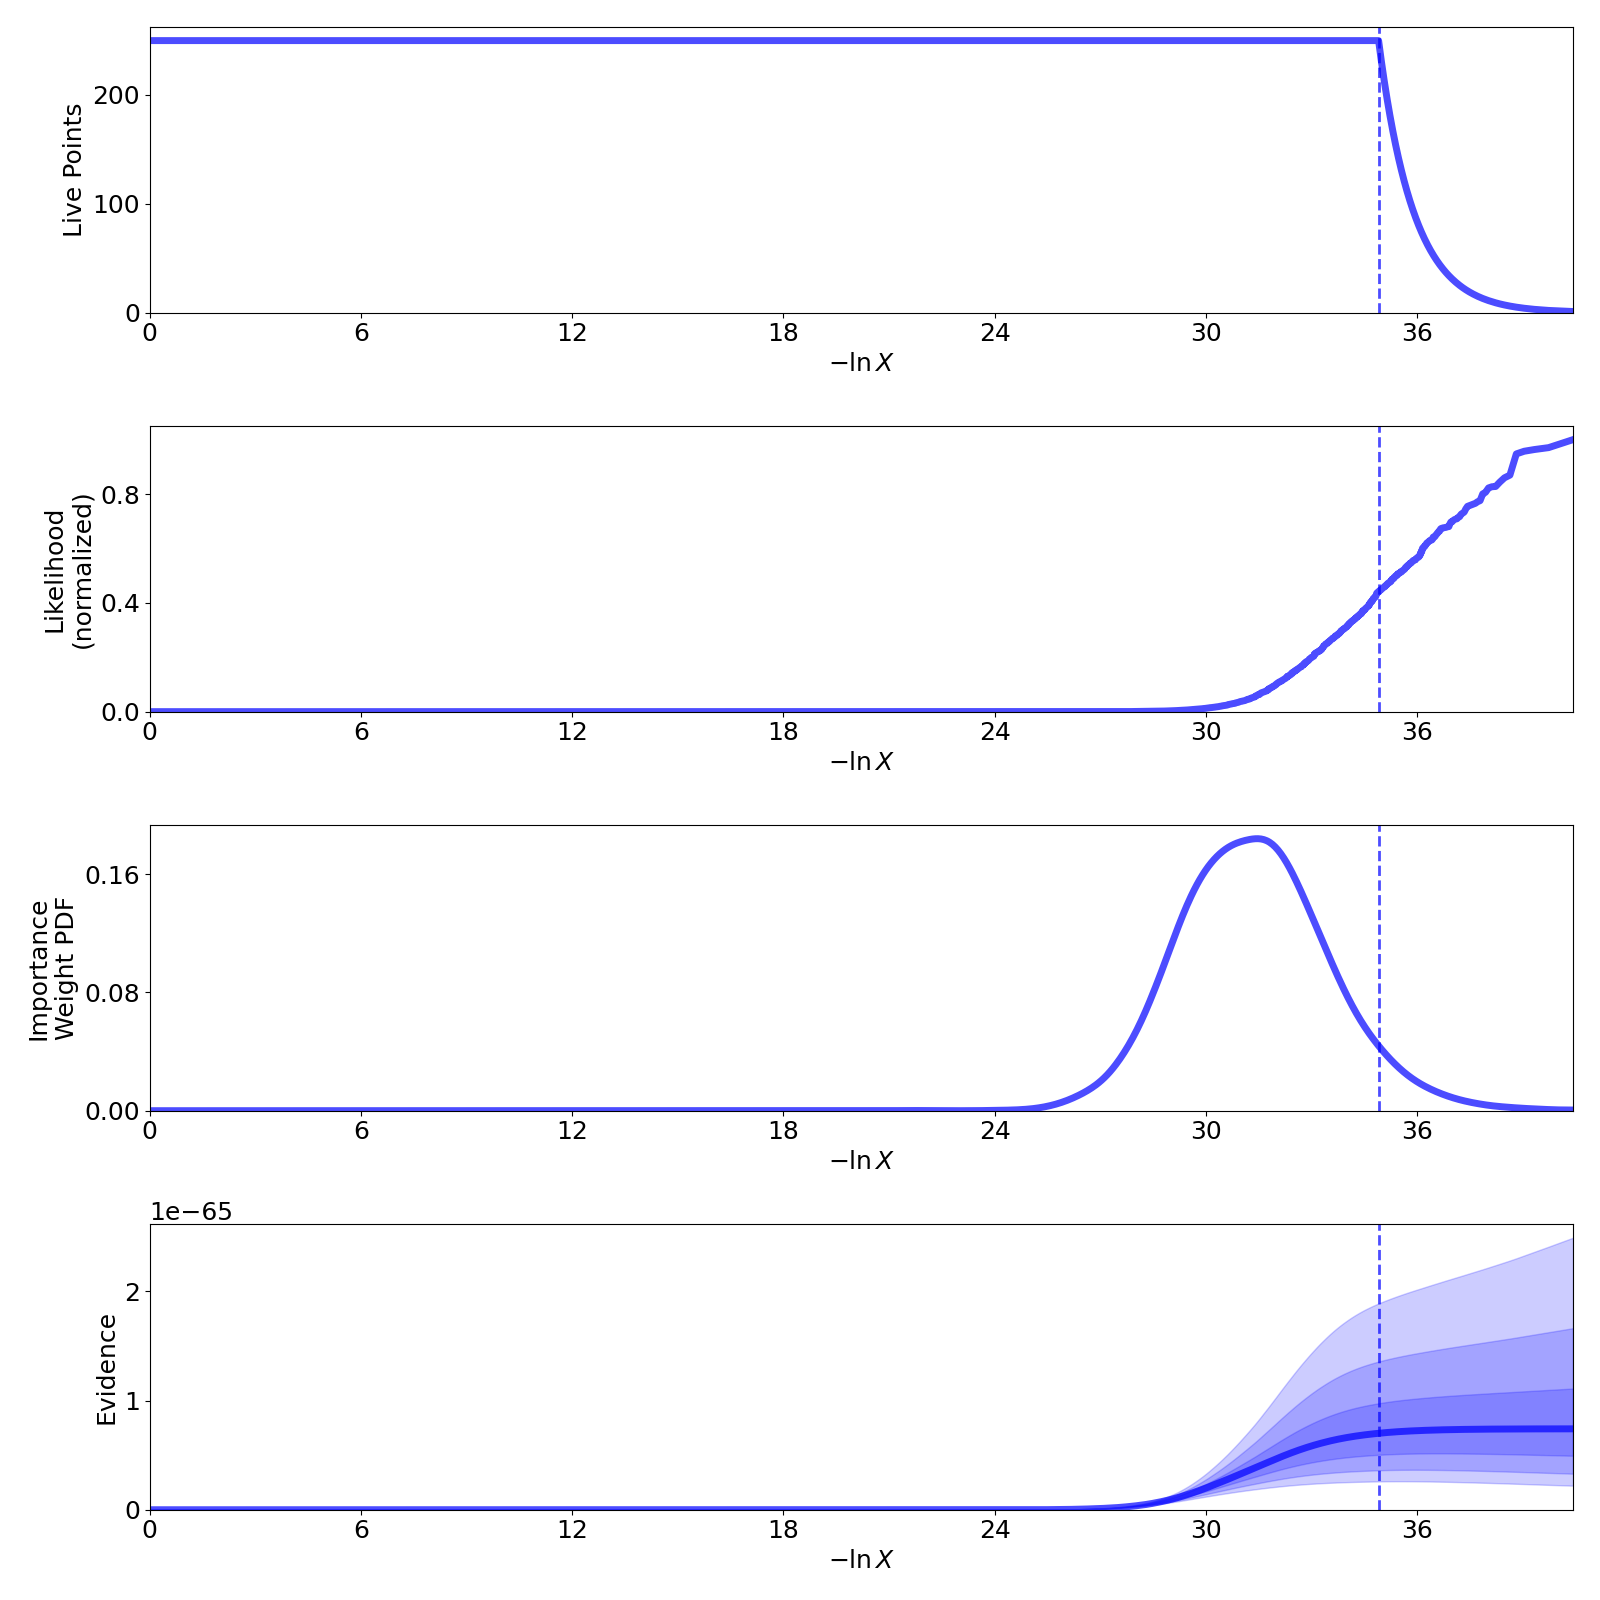 Live Points
200
100
0
0 6 12 18 24 30 36
−ln X
Likelihood
(normalized)
0.8
0.4
0.0
0 6 12 18 24 30 36
−ln X
Importance
Weight PDF
0.16
0.08
0.00
0 6 12 18 24 30 36
−ln X
1e−65
Evidence
2
1
0
0 6 12 18 24 30 36
−ln X